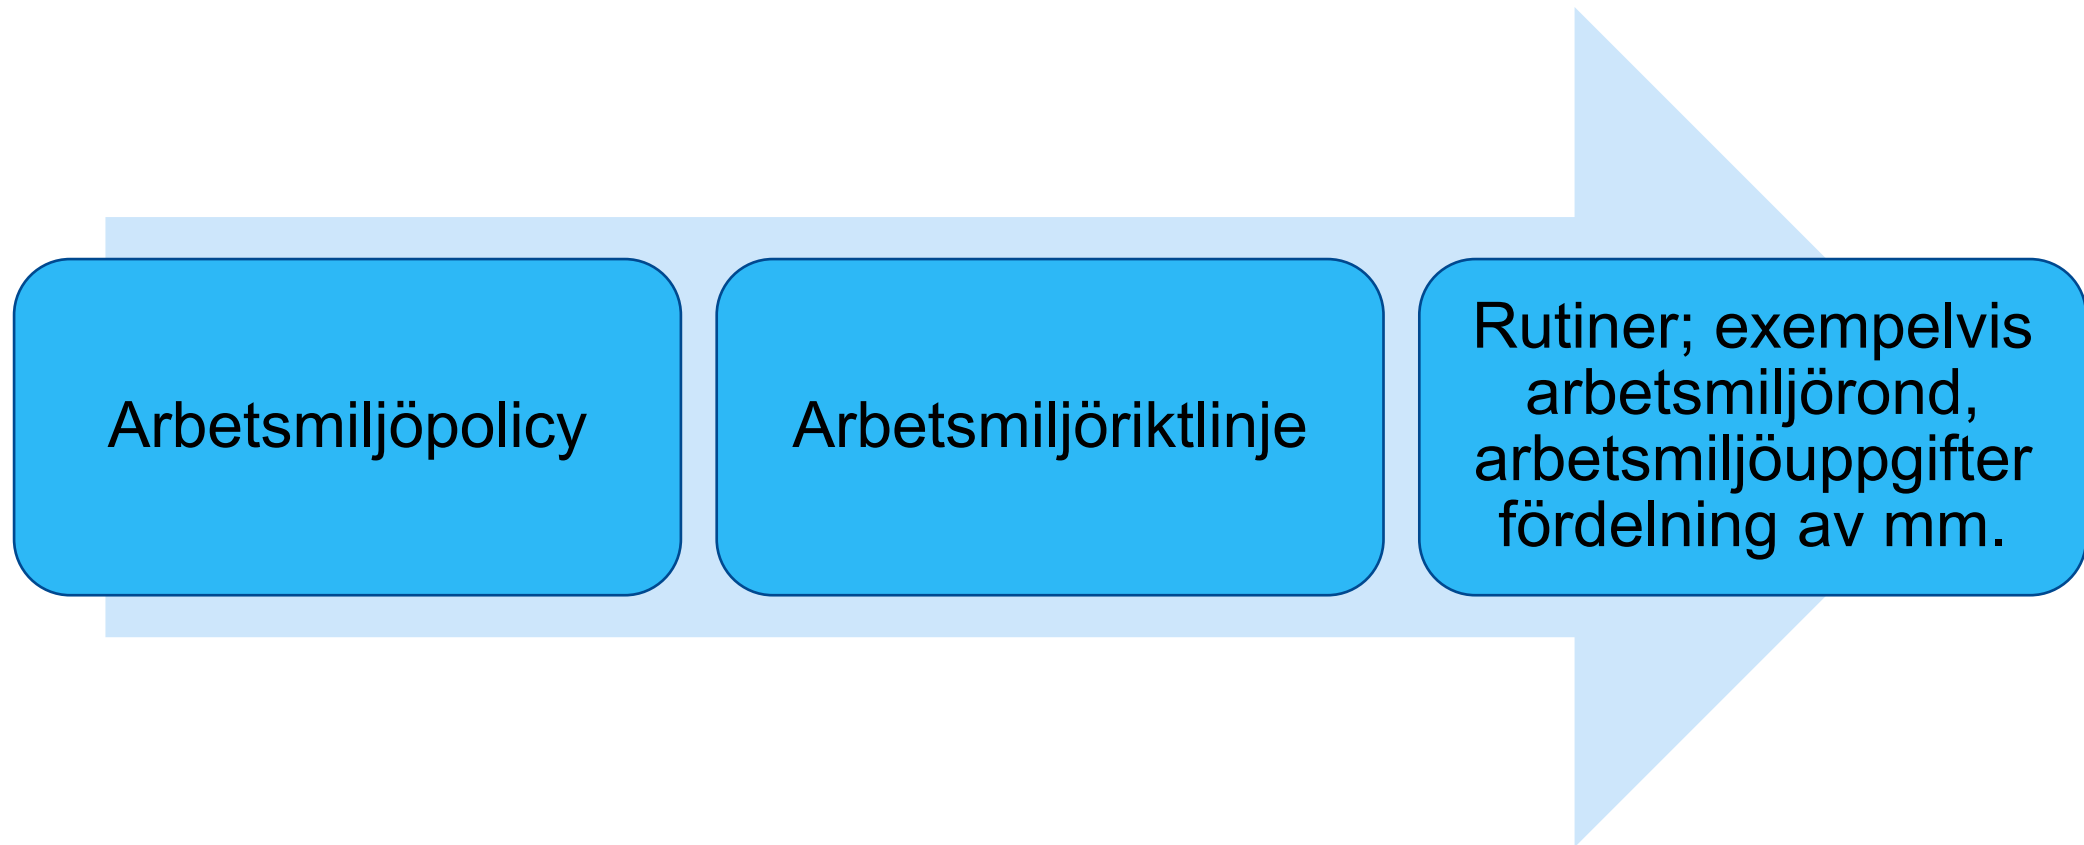 Arbetsmiljöpolicy
Arbetsmiljöriktlinje
Rutiner; exempelvis
arbetsmiljörond,
arbetsmiljöuppgifter
fördelning av mm.